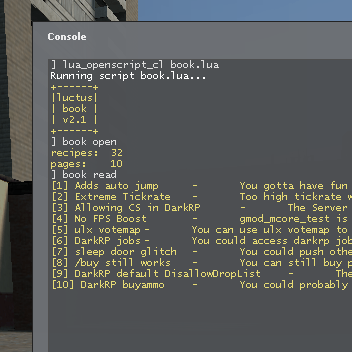 Console
] lua_openscript_cl book.lua
Running script book.lua...
+------+
|luctus|
| book |
| v2.1 |
+------+
] book open
recipes: 32
pages: 10
] book read
[1] Adds auto jump - You gotta have fun
[2] Extreme Tickrate - Too high tickrate w
[3] Allowing CS in DarkRP - The Server
[4] No FPS Boost - gmod_mcore_test is
[5] ulx votemap - You can use ulx votemap to
[6] DarkRP jobs - You could access darkrp job
[7] sleep door glitch - You could push othe
[8] /buy still works - You can still buy p
[9] DarkRP default DisallowDropList - The
[10] DarkRP buyammo - You could probably